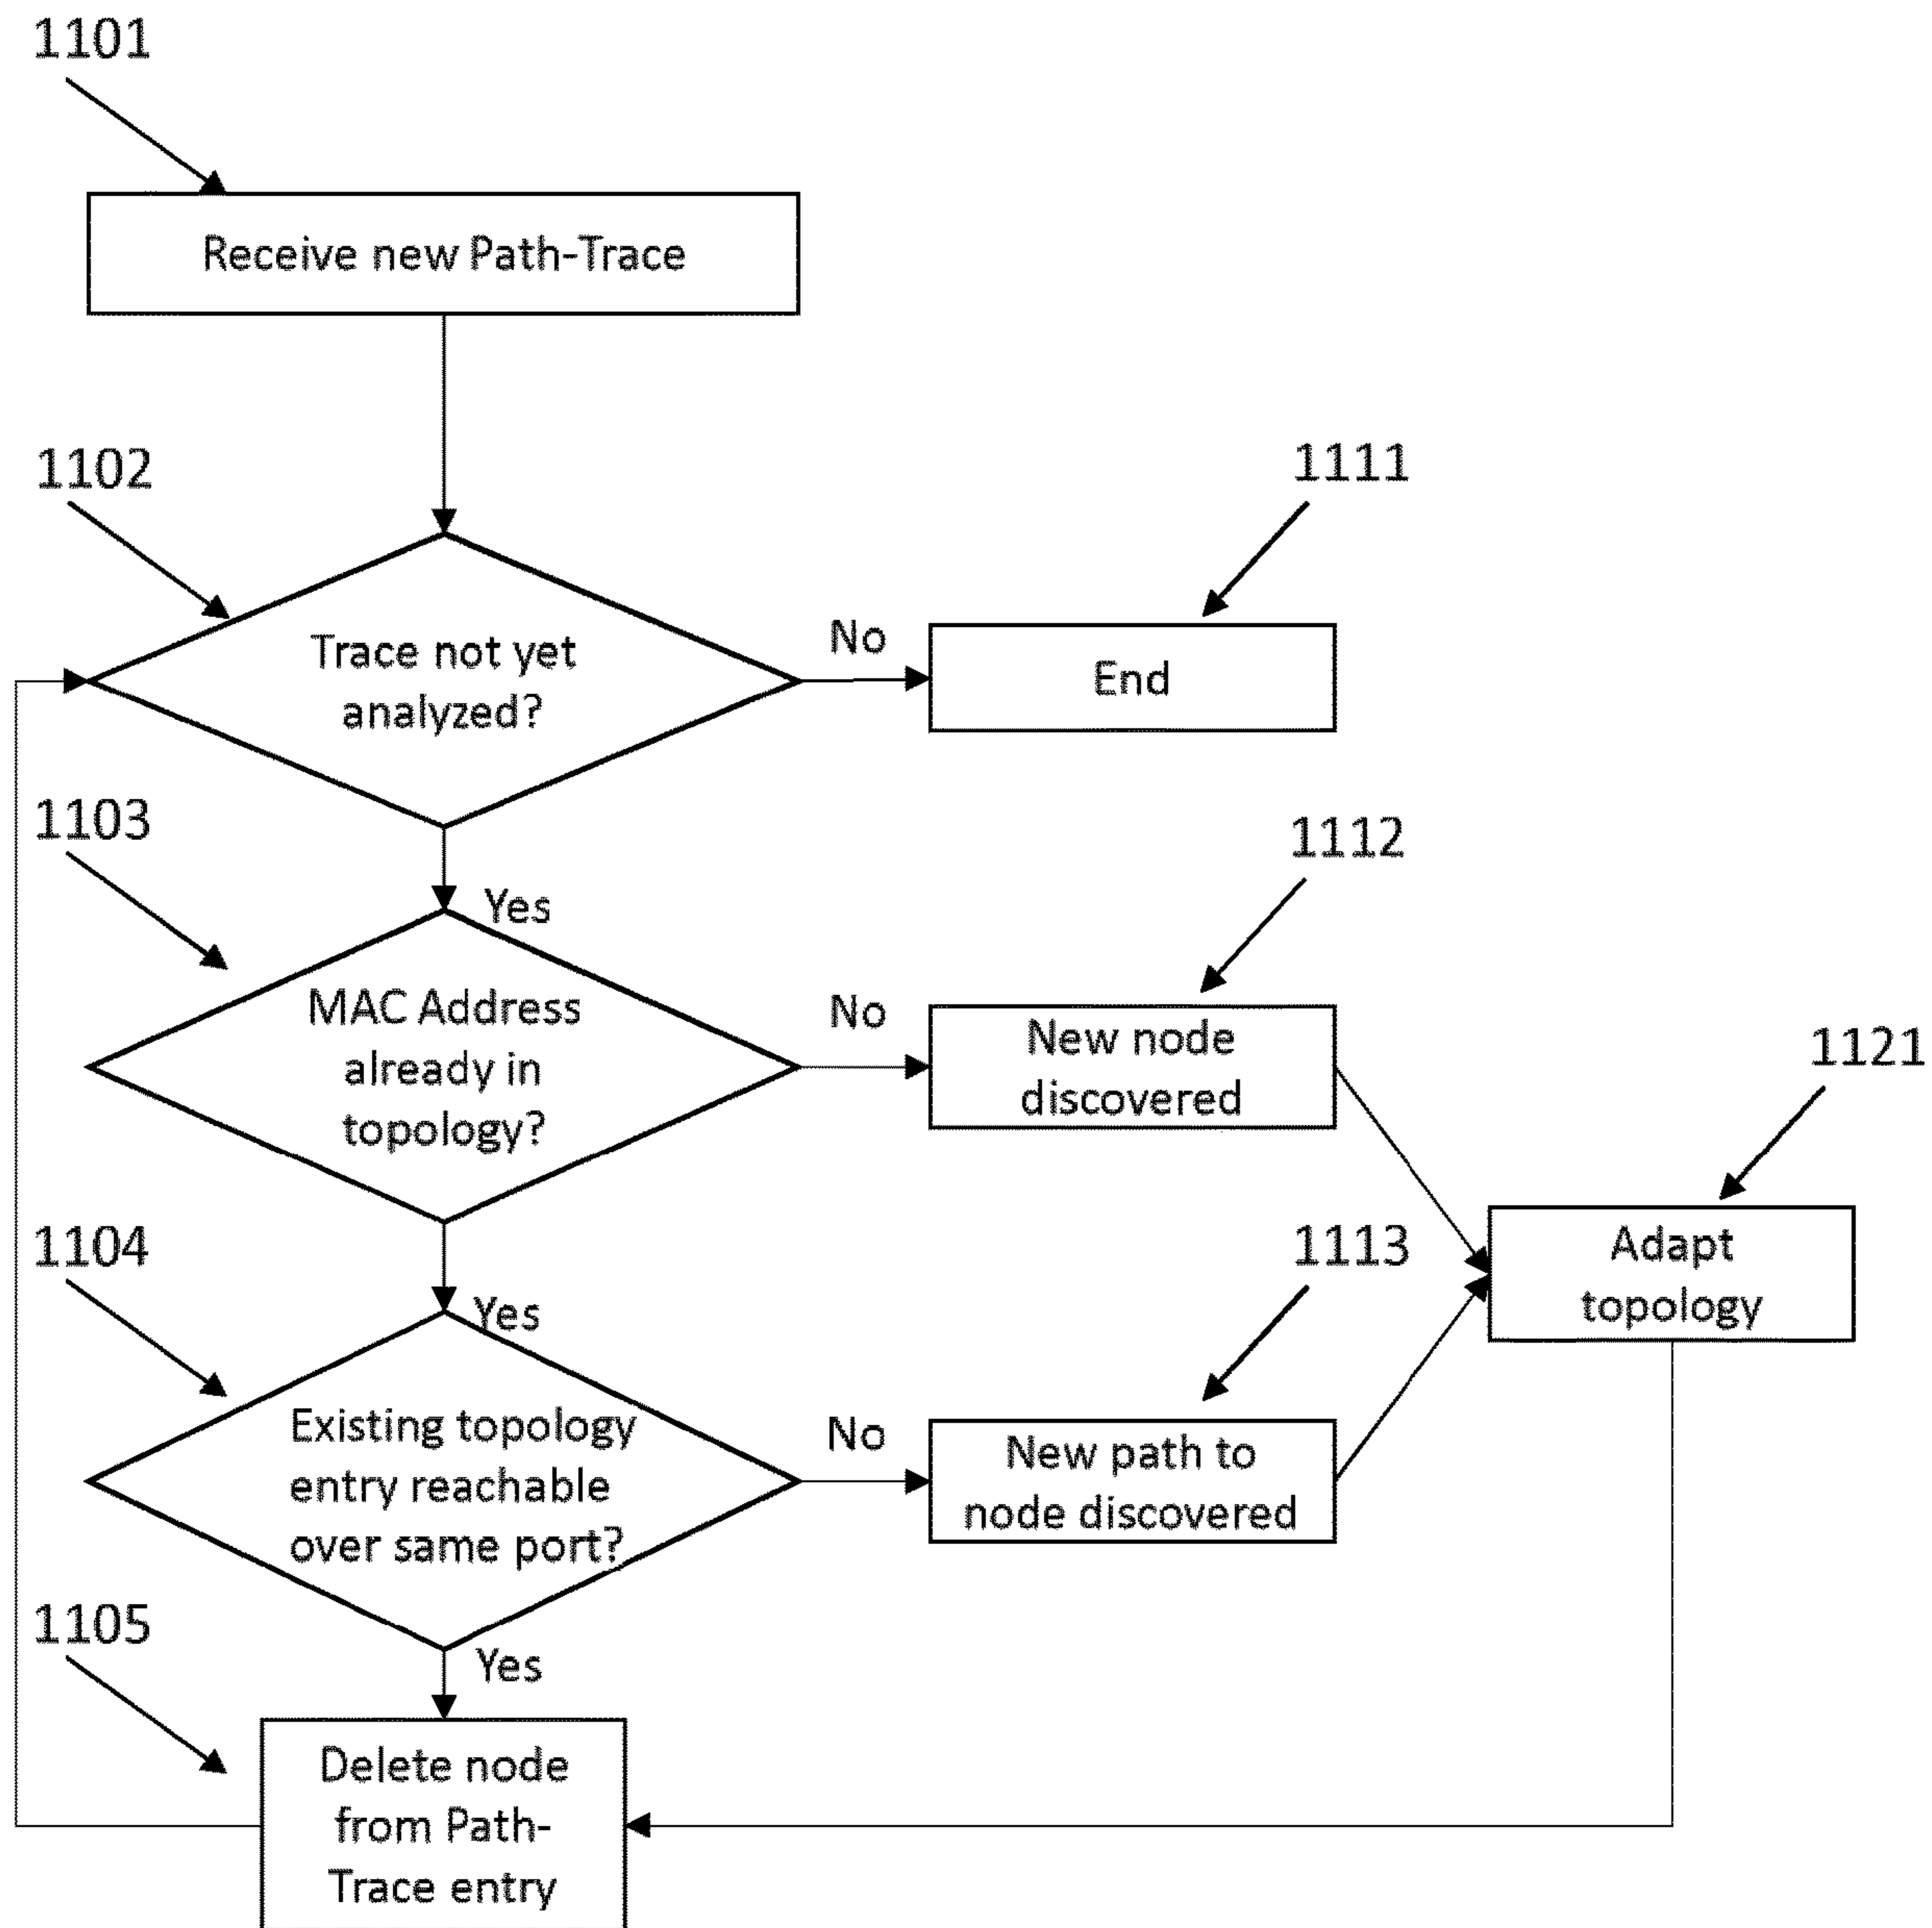 1101
Receive new Path-Trace
1102
Trace not yet
analyzed?
No
1111
End
Yes
1103
MAC Address
already in
topology?
No
1112
New node
discovered
1121
Adapt
topology
Yes
1104
Existing topology
entry reachable
over same port?
No
1113
New path to
node discovered
Yes
1105
Delete node
from Path-
Trace entry